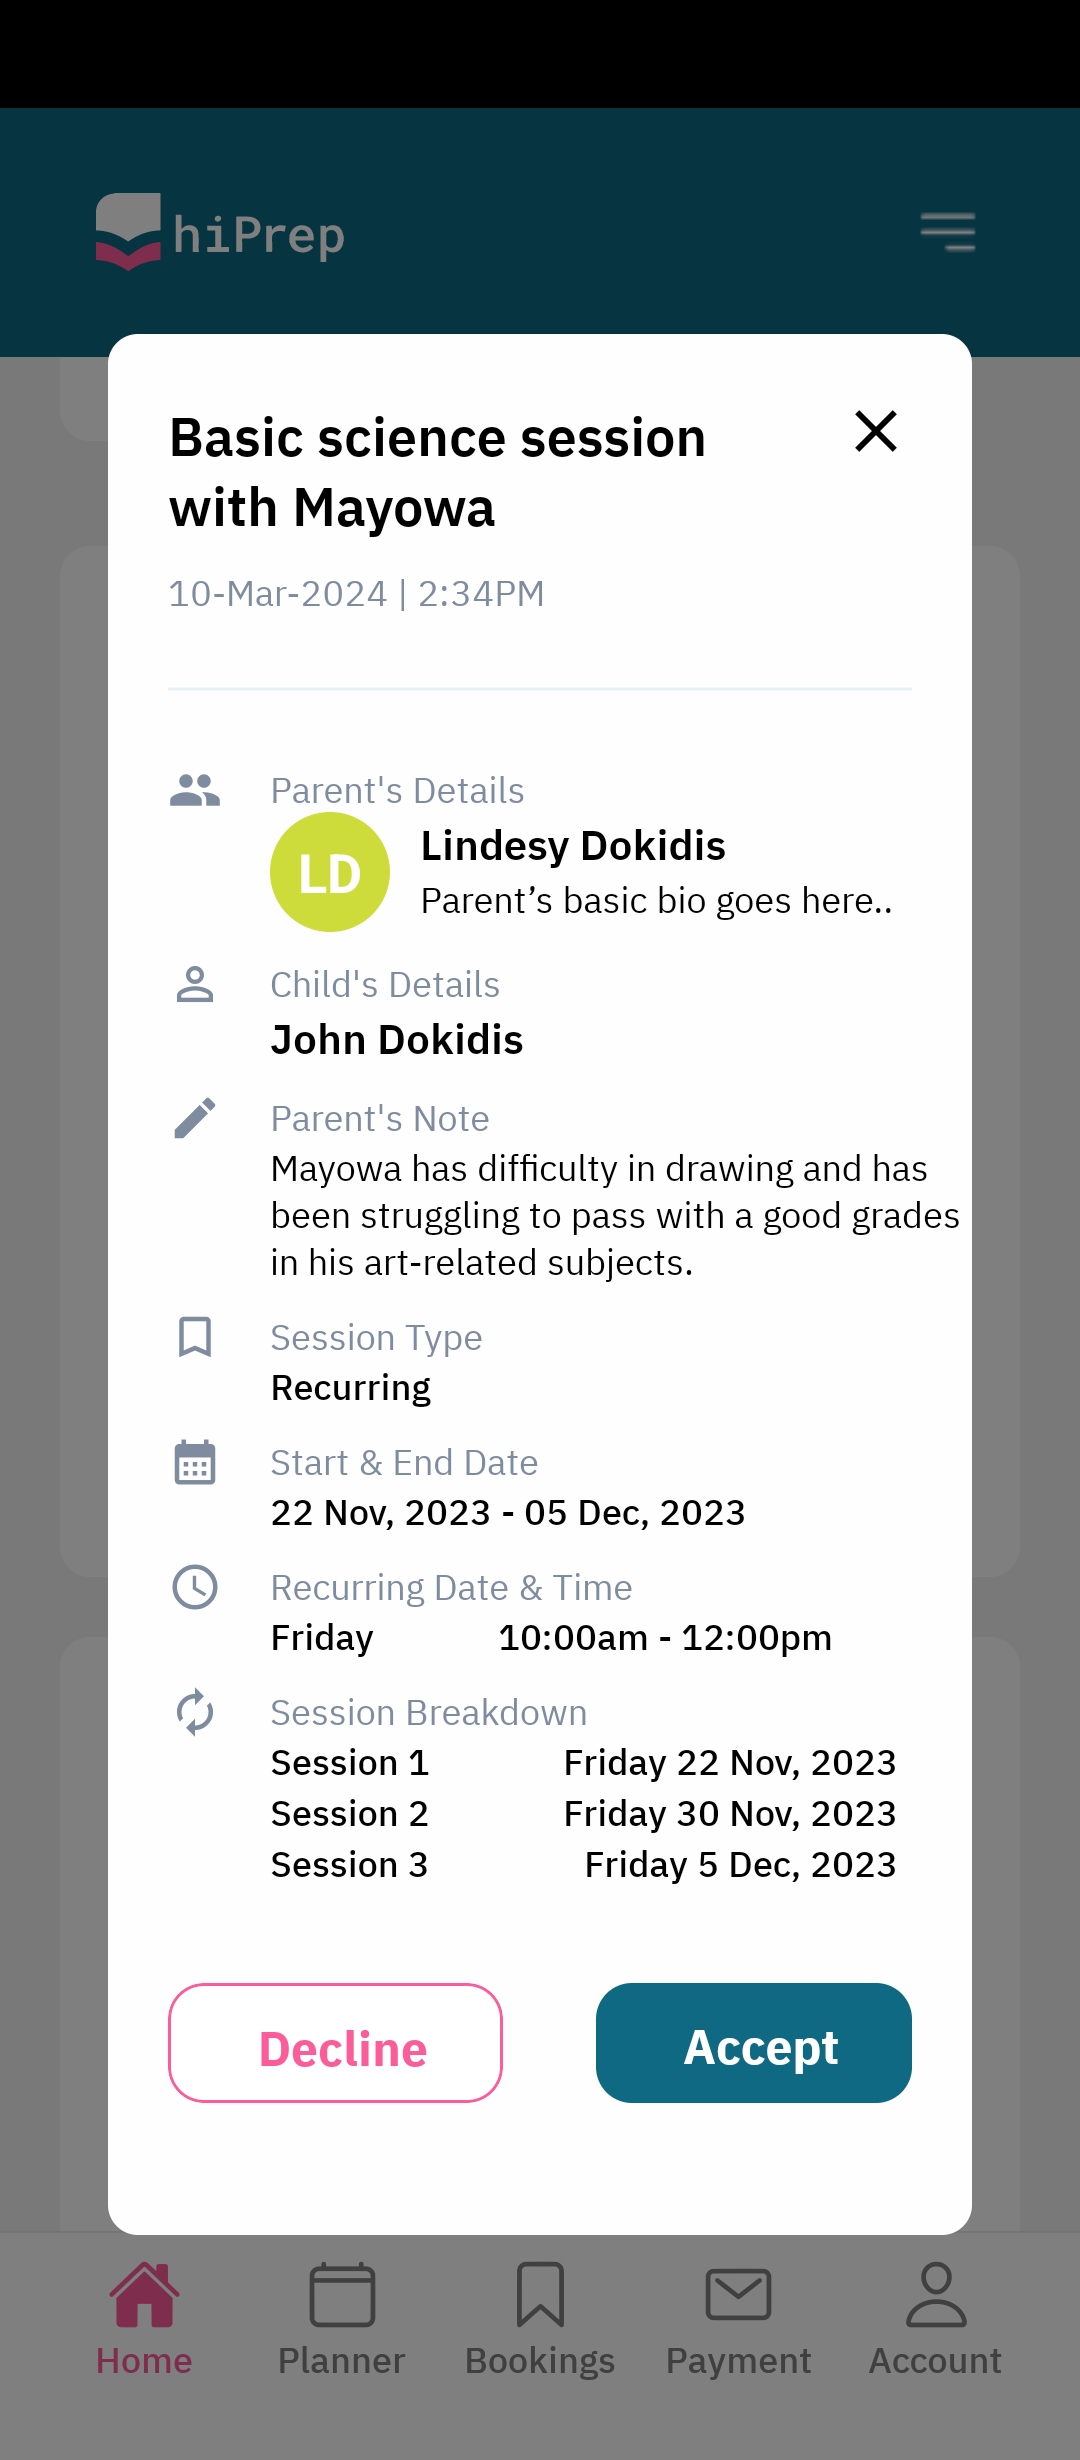 hiPrep
Basic science session
with Mayowa
10-Mar-2024 | 2:34PM
Parent's Details
LD
Lindesy Dokidis
Parent’s basic bio goes here..
Child's Details
John Dokidis
Parent's Note
Mayowa has difficulty in drawing and has
been struggling to pass with a good grades
in his art-related subjects.
Session Type
Recurring
Start & End Date
22 Nov, 2023 - 05 Dec, 2023
Recurring Date & Time
Friday 10:00am - 12:00pm
Session Breakdown
Session 1 Friday 22 Nov, 2023
Session 2 Friday 30 Nov, 2023
Session 3 Friday 5 Dec, 2023
Decline Accept
Home Planner Bookings Payment Account